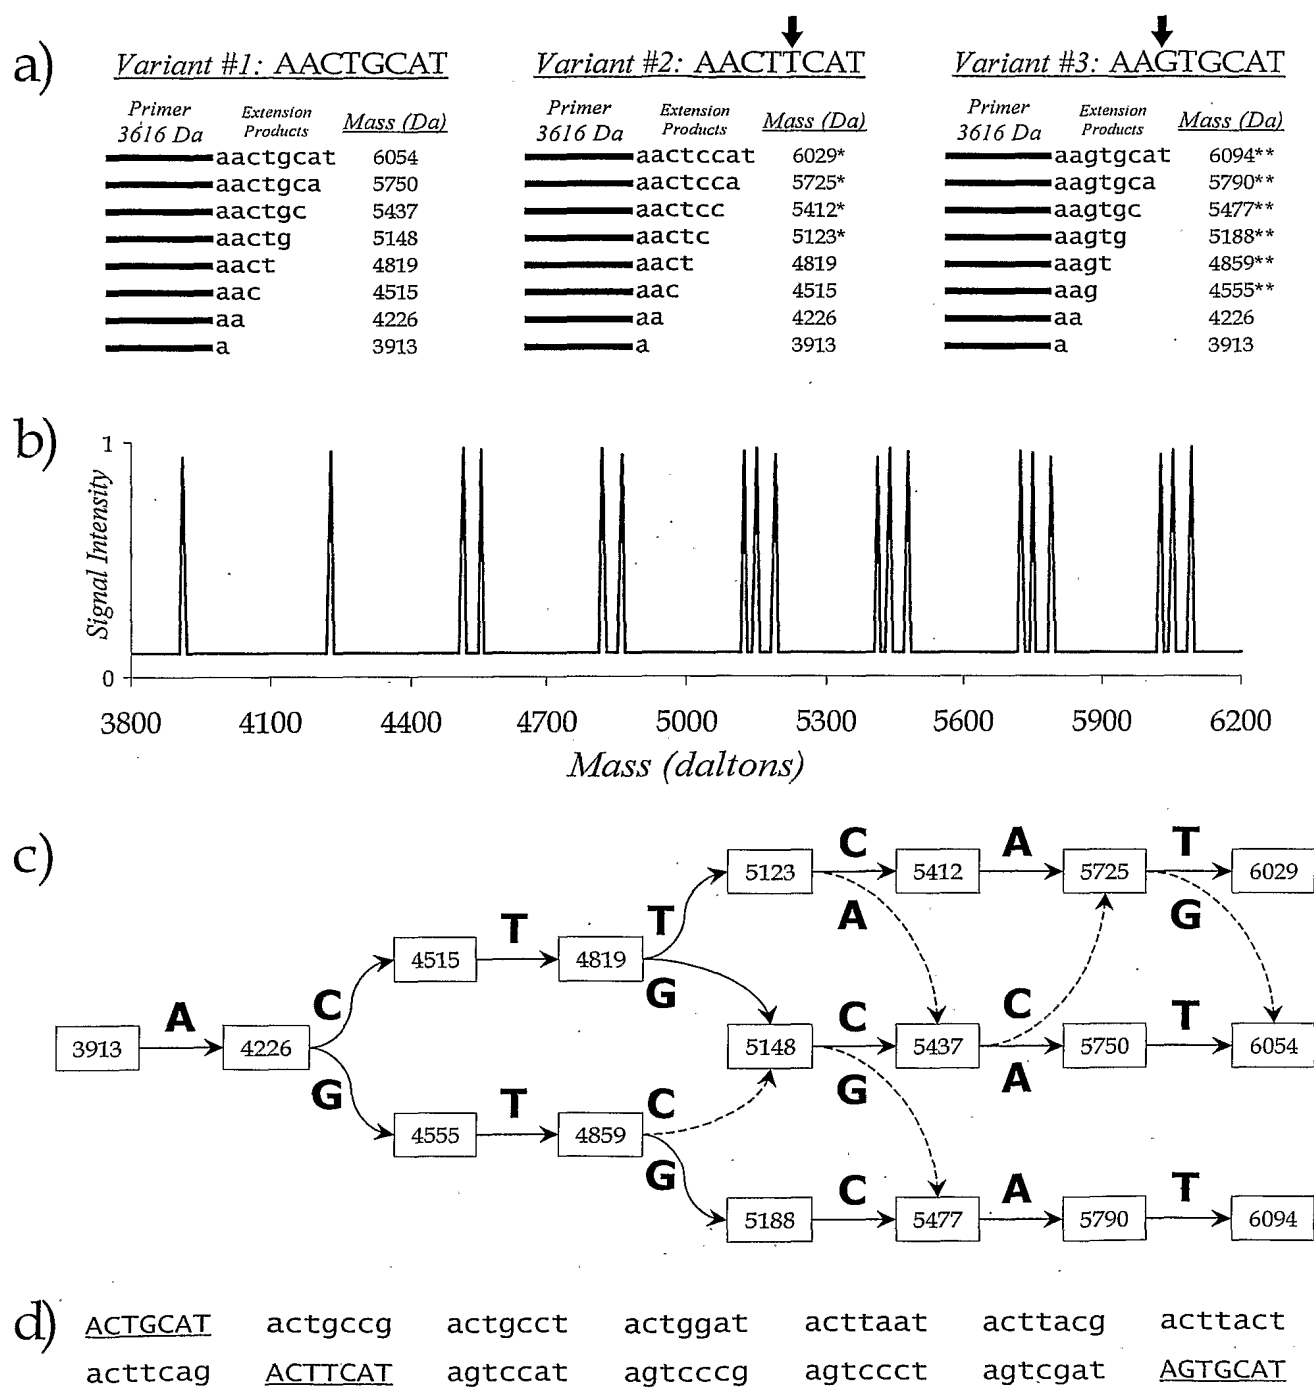 a)
Variant #1: AACTGCAT Variant #2: AACTTCAT Variant #3: AAGTGCAT
Primer Extension Mass (Da) Primer Extension Mass (Da) Primer Extension Mass (Da)
3616 Da Products 3616 Da Products 3616 Da Products
aactgcat 6054 aactccat 6029* aagtgcat 6094**
aactgca 5750 aactcca 5725* aagtgca 5790**
aactgc 5437 aactcc 5412* aagtgc 5477**
aactg 5148 aactc 5123* aagtg 5188**
aact 4819 aact 4819 aagt 4859**
aac 4515 aac 4515 aag 4555**
aa 4226 aa 4226 aa 4226
a 3913 a 3913 a 3913
b)
1
Signal Intensity
0
3800 4100 4400 4700 5000 5300 5600 5900 6200
Mass (daltons)
c)
C A T
5123 5412 5725 6029
T T A G
4515 4819
C G C C T
A
3913 4226 5148 5437 5750 6054
G T C G A
4555 4859
G C A T
5188 5477 5790 6094
d)
ACTGCAT actgccg actgcct actggat acttaat acttacg acttact
acttcag ACTTCAT agtccat agtcccg agtccct agtcgat AGTGCAT